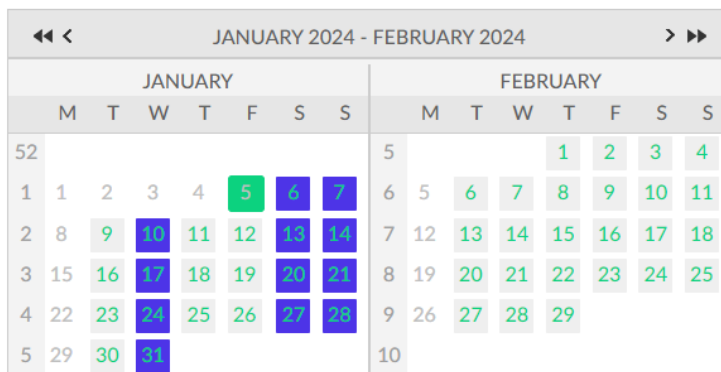 JANUARY 2024 - FEBRUARY 2024
JANUARY FEBRUARY
M T W T F S S M T W T F S S
52 5 1 2 3 4
1 1 2 3 4 5 6 7 6 5 6 7 8 9 10 11
2 8 9 10 11 12 13 14 7 12 13 14 15 16 17 18
3 15 16 17 18 19 20 21 8 19 20 21 22 23 24 25
4 22 23 24 25 26 27 28 9 26 27 28 29
5 29 30 31 10